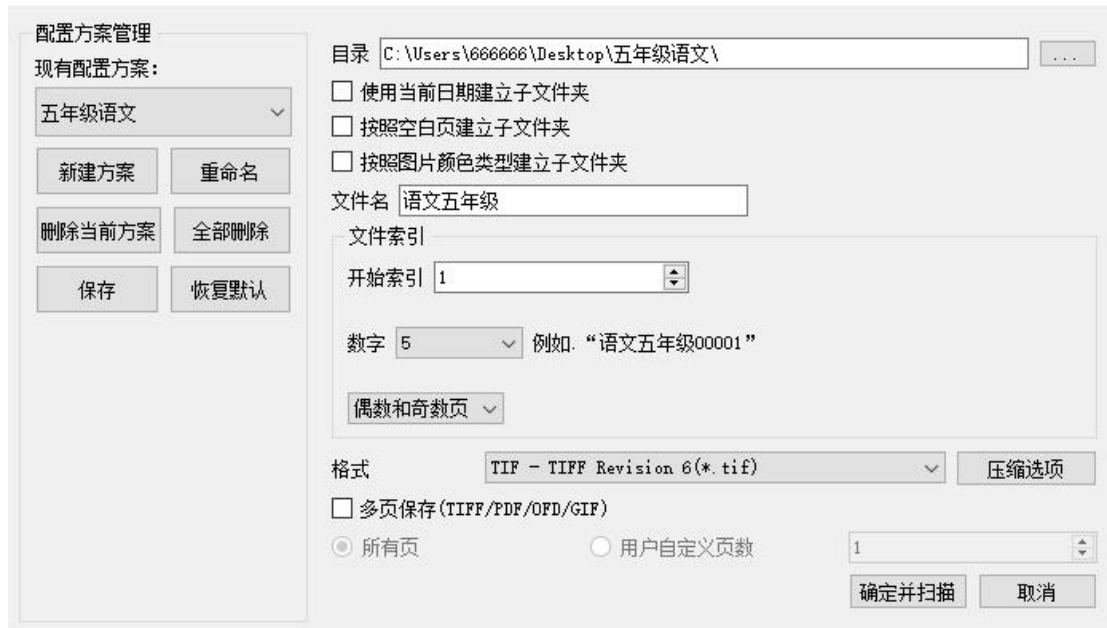 配置方案管理
现有配置方案:
五年级语文
新建方案 重命名
删除当前方案 全部删除
保存 恢复默认
目录 C:\Users\666666\Desktop\五年级语文\ ...
使用当前日期建立子文件夹
按照空白页建立子文件夹
按照图片颜色类型建立子文件夹
文件名 语文五年级
文件索引
开始索引 1
数字 5 例如.“语文五年级00001”
偶数和奇数页
格式 TIF - TIFF Revision 6(*.tif) 压缩选项
多页保存(TIFF/PDF/OFD/GIF)
所有页 用户自定义页数 1
确定并扫描 取消